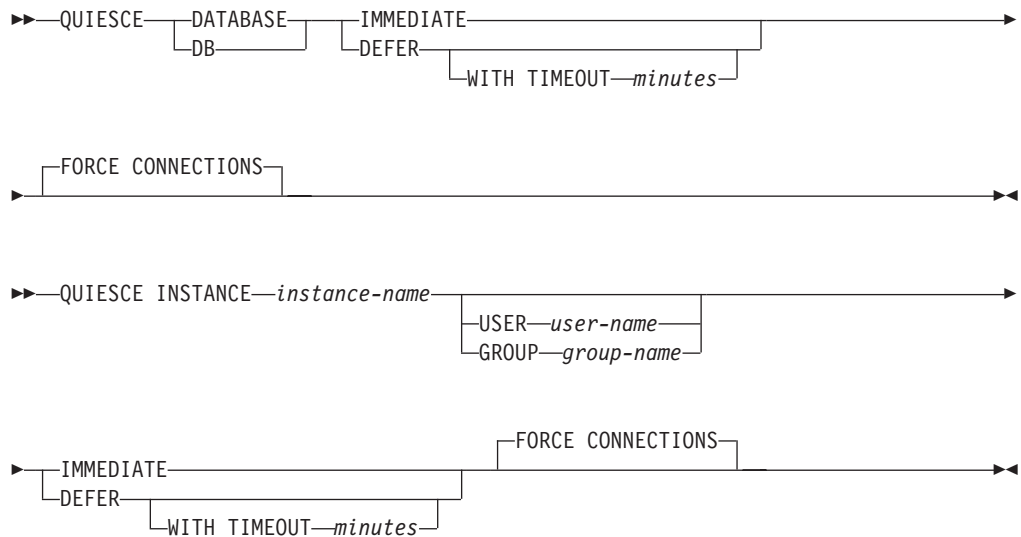 QUIESCE DATABASE IMMEDIATE
DB DEFER
WITH TIMEOUT minutes
FORCE CONNECTIONS
QUIESCE INSTANCE instance-name
USER user-name
GROUP group-name
FORCE CONNECTIONS
IMMEDIATE
DEFER
WITH TIMEOUT minutes